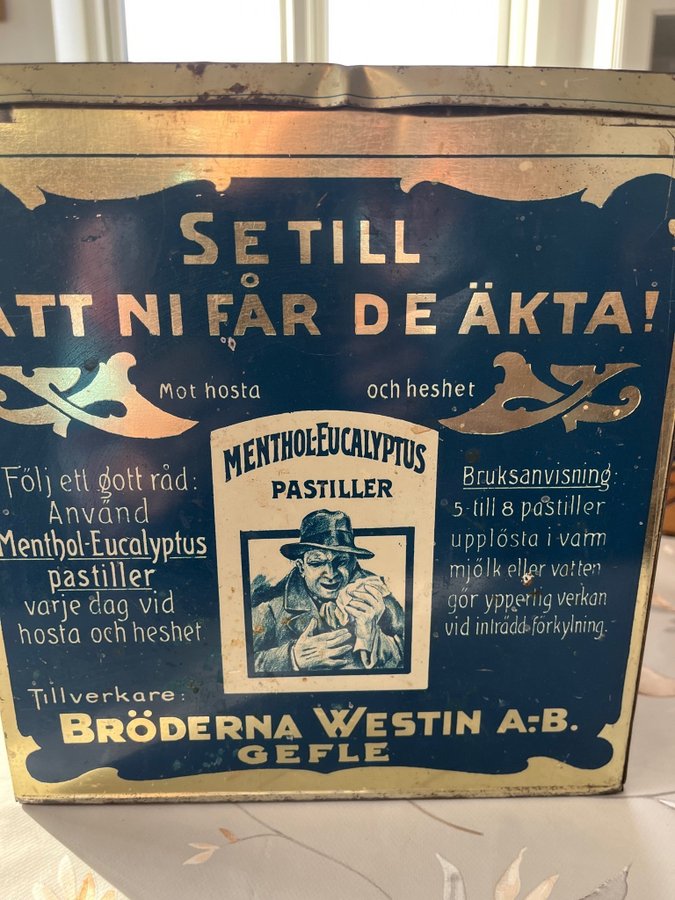 SE TILL
ATT NI FÅR DE ÄKTA!
Mot hosta och heshet
MENTHOL-EUCALYPTUS
PASTILLER
Följ ett gott råd:
Använd
Menthol-Eucalyptus
pastiller
varje dag vid
hosta och heshet.
Bruksanvisning:
5 till 8 pastiller
upplösta i varm
mjölk eller vatten
gör ypperlig verkan
vid inträdd förkylning.
Tillverkare:
BRÖDERNA WESTIN A.-B.
GEFLE